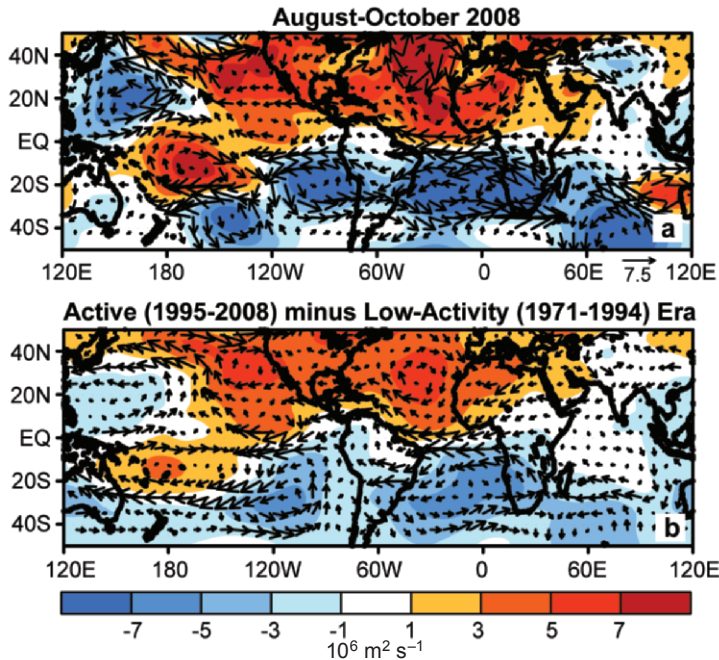 August-October 2008
40N
20N
EQ
20S
40S
a
120E 180 120W 60W 0 60E 120E
7.5
Active (1995-2008) minus Low-Activity (1971-1994) Era
40N
20N
EQ
20S
40S
b
120E 180 120W 60W 0 60E 120E
-7 -5 -3 -1 1 3 5 7
10⁶ m² s⁻¹